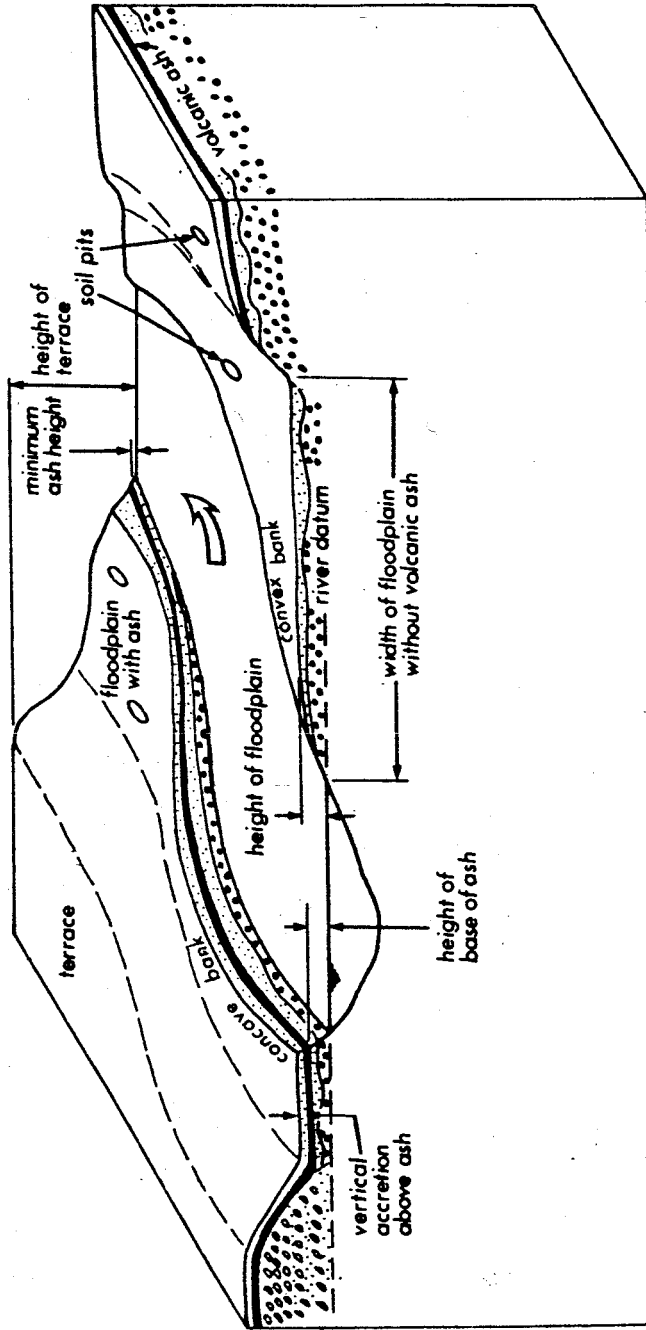 height of
terrace
minimum
ash height
soil pits
volcanic ash
terrace
floodplain
with ash
concave bank
convex bank
height of floodplain
river datum
width of floodplain
without volcanic ash
vertical
accretion
above ash
height of
base of ash